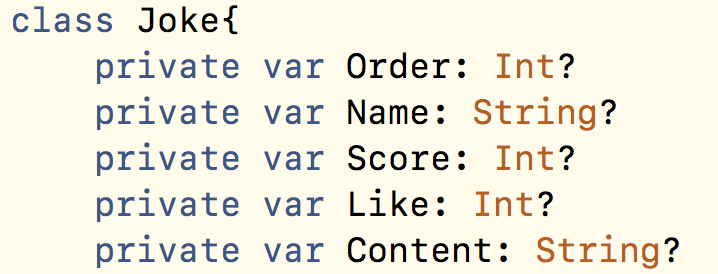 class Joke{
    private var Order: Int?
    private var Name: String?
    private var Score: Int?
    private var Like: Int?
    private var Content: String?